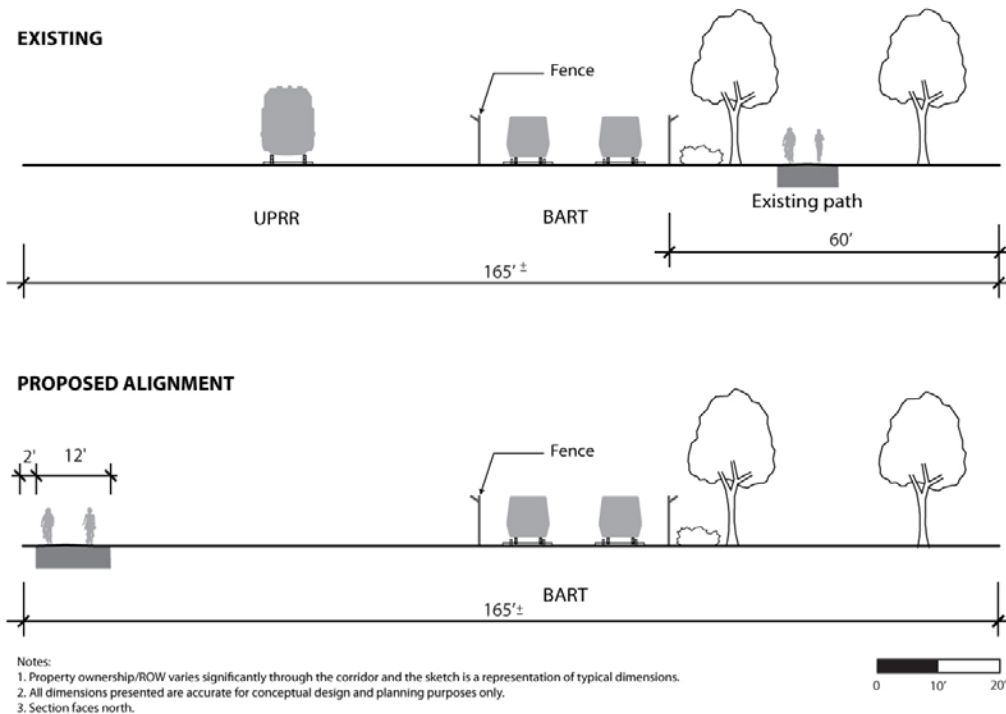 EXISTING
Fence
Existing path
UPRR
BART
60'
165' ±
PROPOSED ALIGNMENT
2'
12'
Fence
BART
165'±
Notes:
1. Property ownership/ROW varies significantly through the corridor and the sketch is a representation of typical dimensions.
2. All dimensions presented are accurate for conceptual design and planning purposes only.
3. Section faces north.
0 10' 20'